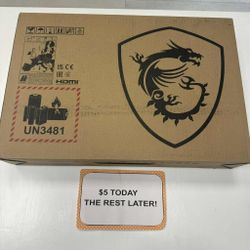 HDMI
UN3481
$5 TODAY
THE REST LATER!